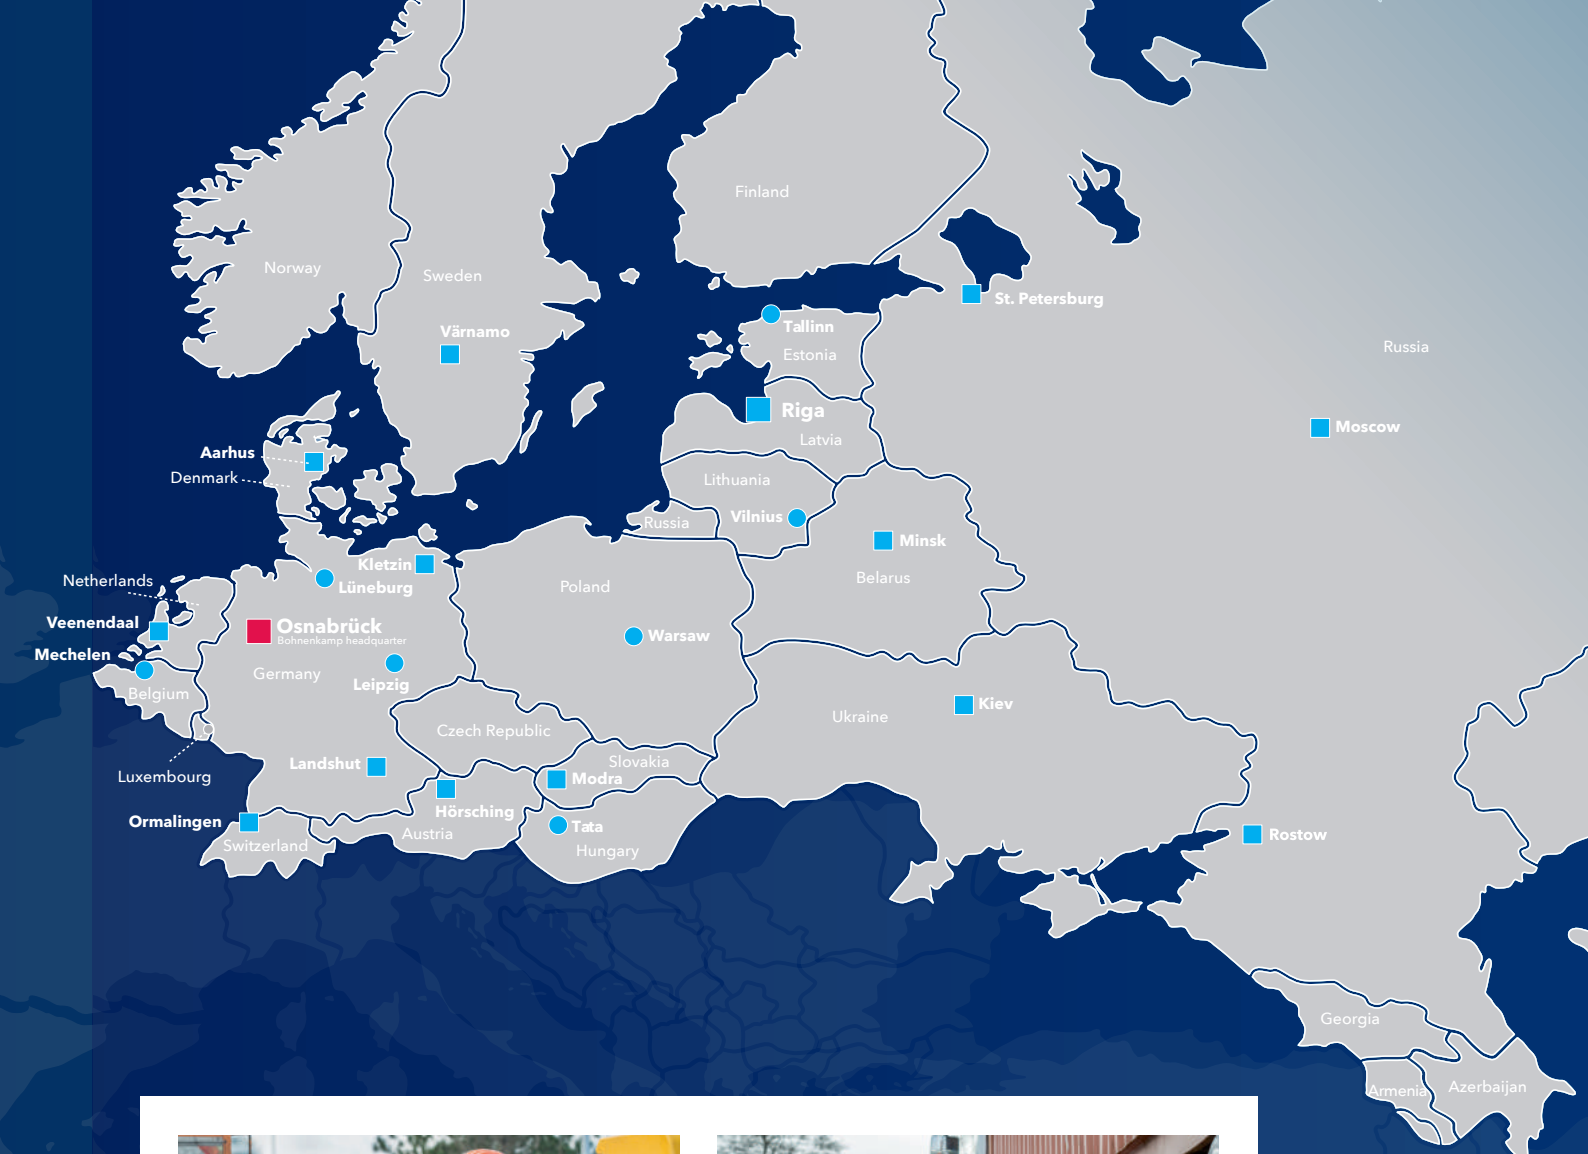 Finland
Norway
Sweden
St. Petersburg
Tallinn
Värnamo
Russia
Estonia
Riga
Moscow
Latvia
Aarhus
Denmark
Lithuania
Vilnius
Russia
Minsk
Kletzin
Belarus
Netherlands
Lüneburg
Poland
Veenendaal
Osnabrück
Bohnenkamp headquarter
Warsaw
Mechelen
Germany
Leipzig
Belgium
Kiev
Ukraine
Czech Republic
Landshut
Slovakia
Luxembourg
Modra
Hörsching
Ormalingen
Tata
Austria
Rostow
Switzerland
Hungary
Georgia
Armenia
Azerbaijan